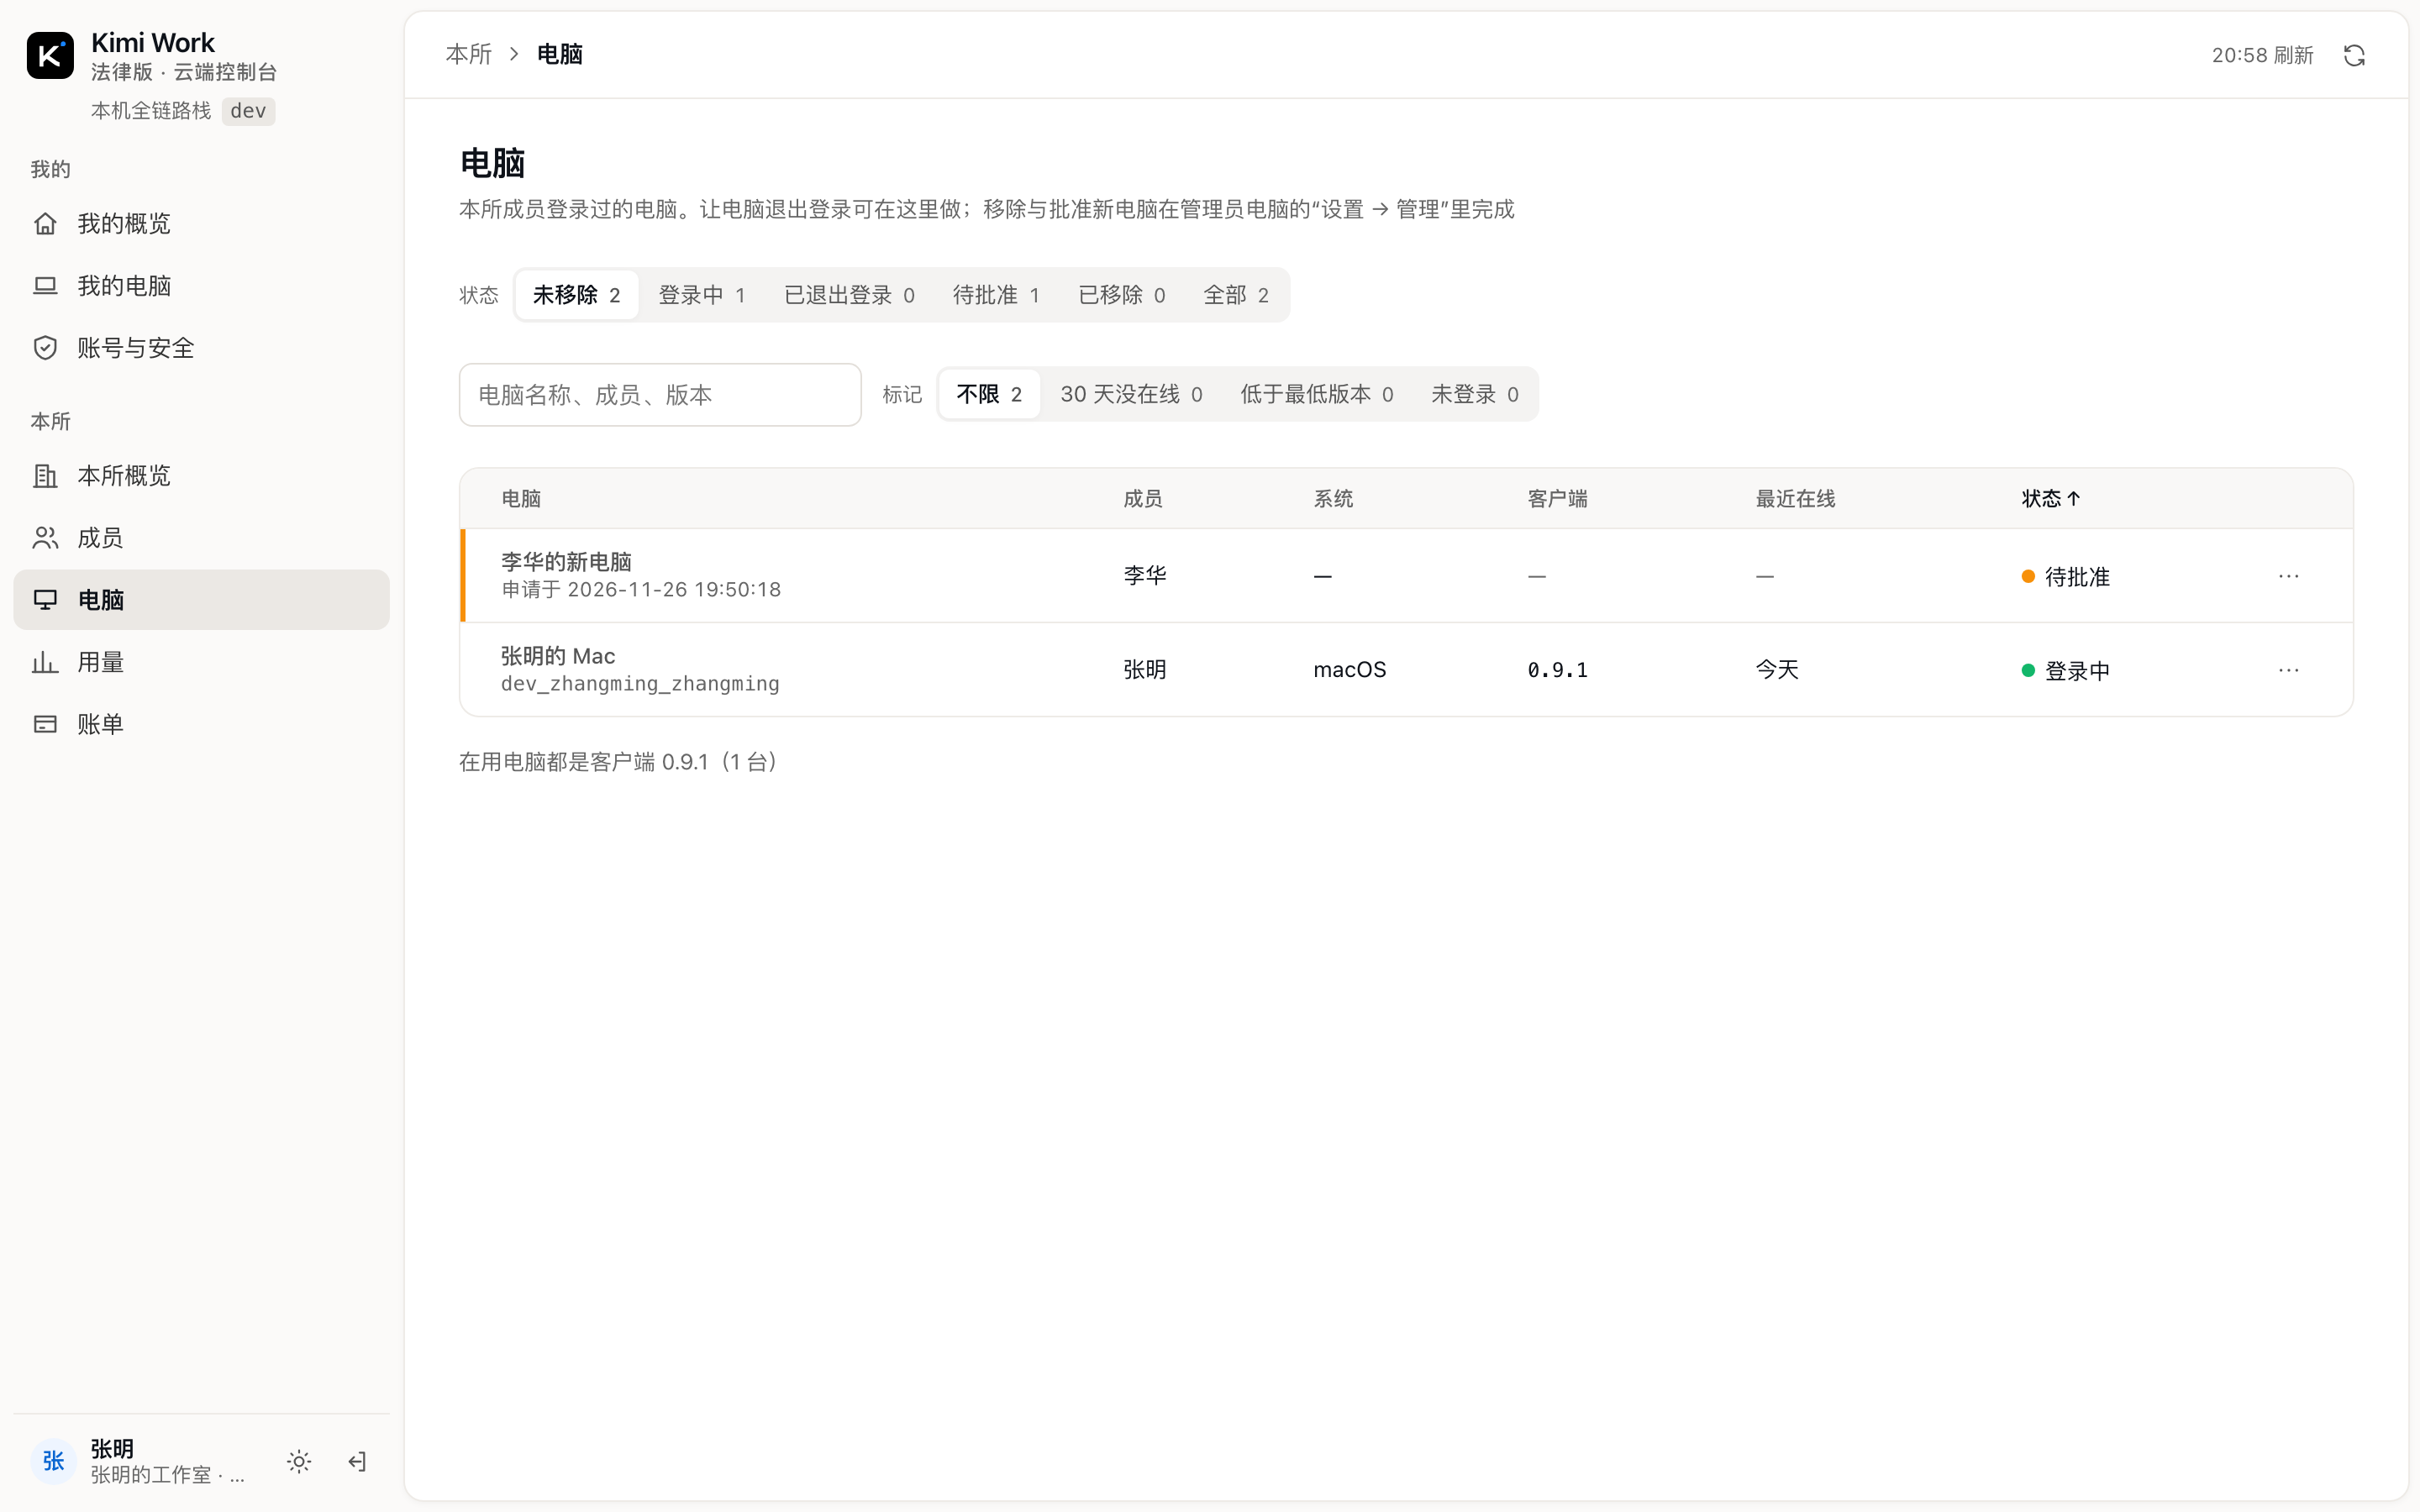 Kimi Work
法律版 · 云端控制台
本机全链路栈 dev
我的
我的概览
我的电脑
账号与安全
本所
本所概览
成员
电脑
用量
账单
张
张明
张明的工作室 · ...
本所 > 电脑
20:58 刷新
电脑
本所成员登录过的电脑。让电脑退出登录可在这里做；移除与批准新电脑在管理员电脑的“设置 → 管理”里完成
状态 未移除 2 登录中 1 已退出登录 0 待批准 1 已移除 0 全部 2
电脑名称、成员、版本 标记 不限 2 30 天没在线 0 低于最低版本 0 未登录 0
电脑 成员 系统 客户端 最近在线 状态 ↑
李华的新电脑
申请于 2026-11-26 19:50:18
李华 — — — 待批准 ···
张明的 Mac
dev_zhangming_zhangming
张明 macOS 0.9.1 今天 登录中 ···
在用电脑都是客户端 0.9.1（1 台）